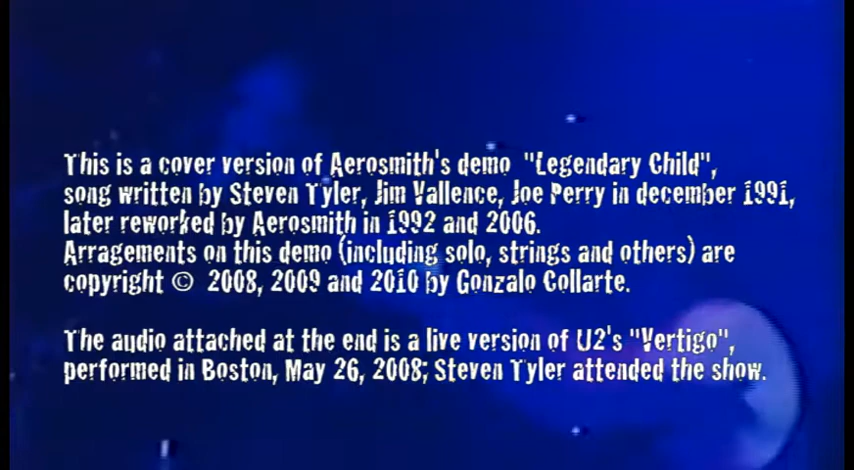 This is a cover version of Aerosmith's demo "Legendary Child",
song written by Steven Tyler, Jim Vallence, Joe Perry in december 1991,
later reworked by Aerosmith in 1992 and 2006.
Arragements on this demo (including solo, strings and others) are
copyright © 2008, 2009 and 2010 by Gonzalo Collarte.
The audio attached at the end is a live version of U2's "Vertigo",
performed in Boston, May 26, 2008; Steven Tyler attended the show.